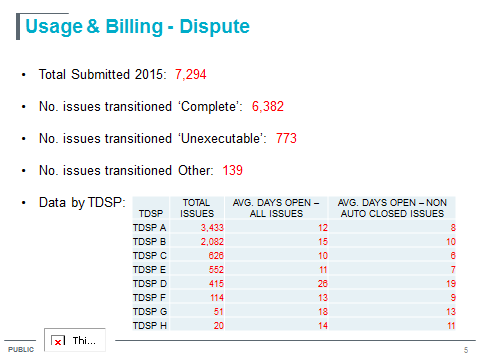 Usage & Billing - Dispute
• Total Submitted 2015: 7,294
• No. issues transitioned ‘Complete’: 6,382
• No. issues transitioned ‘Unexecutable’: 773
• No. issues transitioned Other: 139
• Data by TDSP:
TDSP TOTAL ISSUES AVG. DAYS OPEN – ALL ISSUES AVG. DAYS OPEN – NON AUTO CLOSED ISSUES
TDSP A 3,433 12 8
TDSP B 2,082 15 10
TDSP C 626 10 6
TDSP E 552 11 7
TDSP D 415 26 19
TDSP F 114 13 9
TDSP G 51 18 13
TDSP H 20 14 11
PUBLIC
Thi...
5